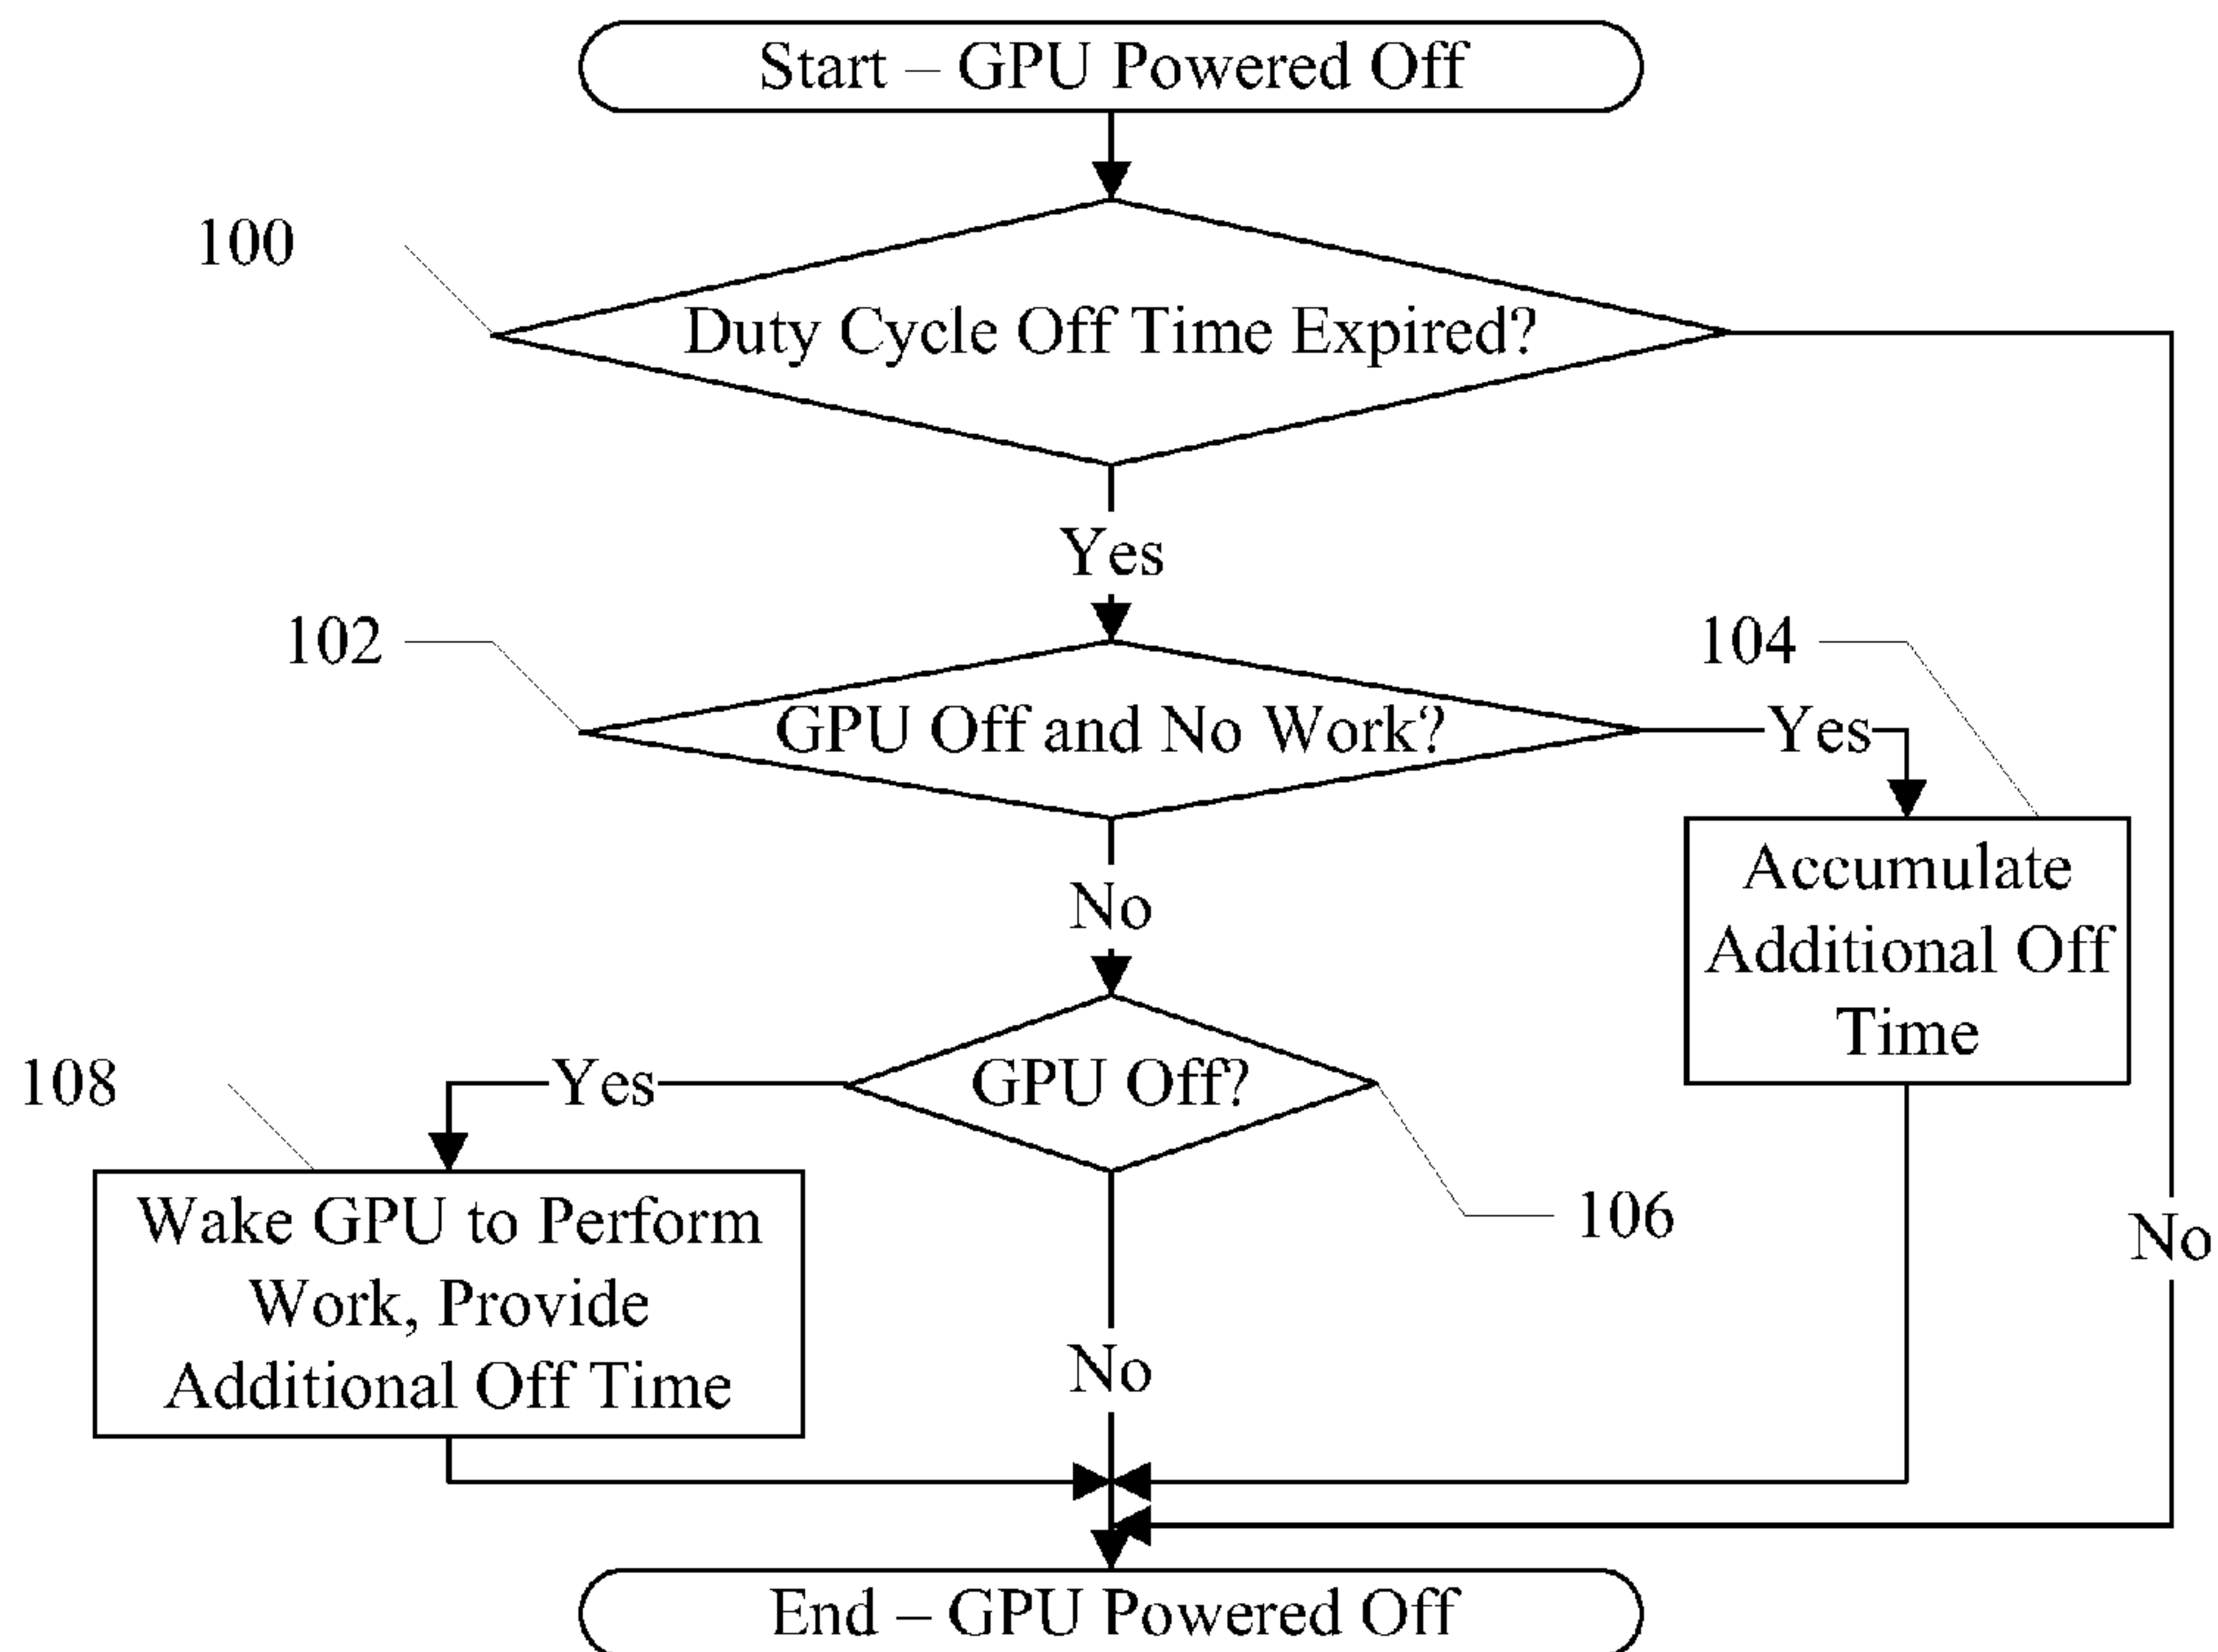 Start – GPU Powered Off
100
Duty Cycle Off Time Expired?
Yes
102
104
GPU Off and No Work?
Yes
Accumulate
Additional Off
Time
No
108
Yes
GPU Off?
106
Wake GPU to Perform
Work, Provide
Additional Off Time
No
No
End – GPU Powered Off